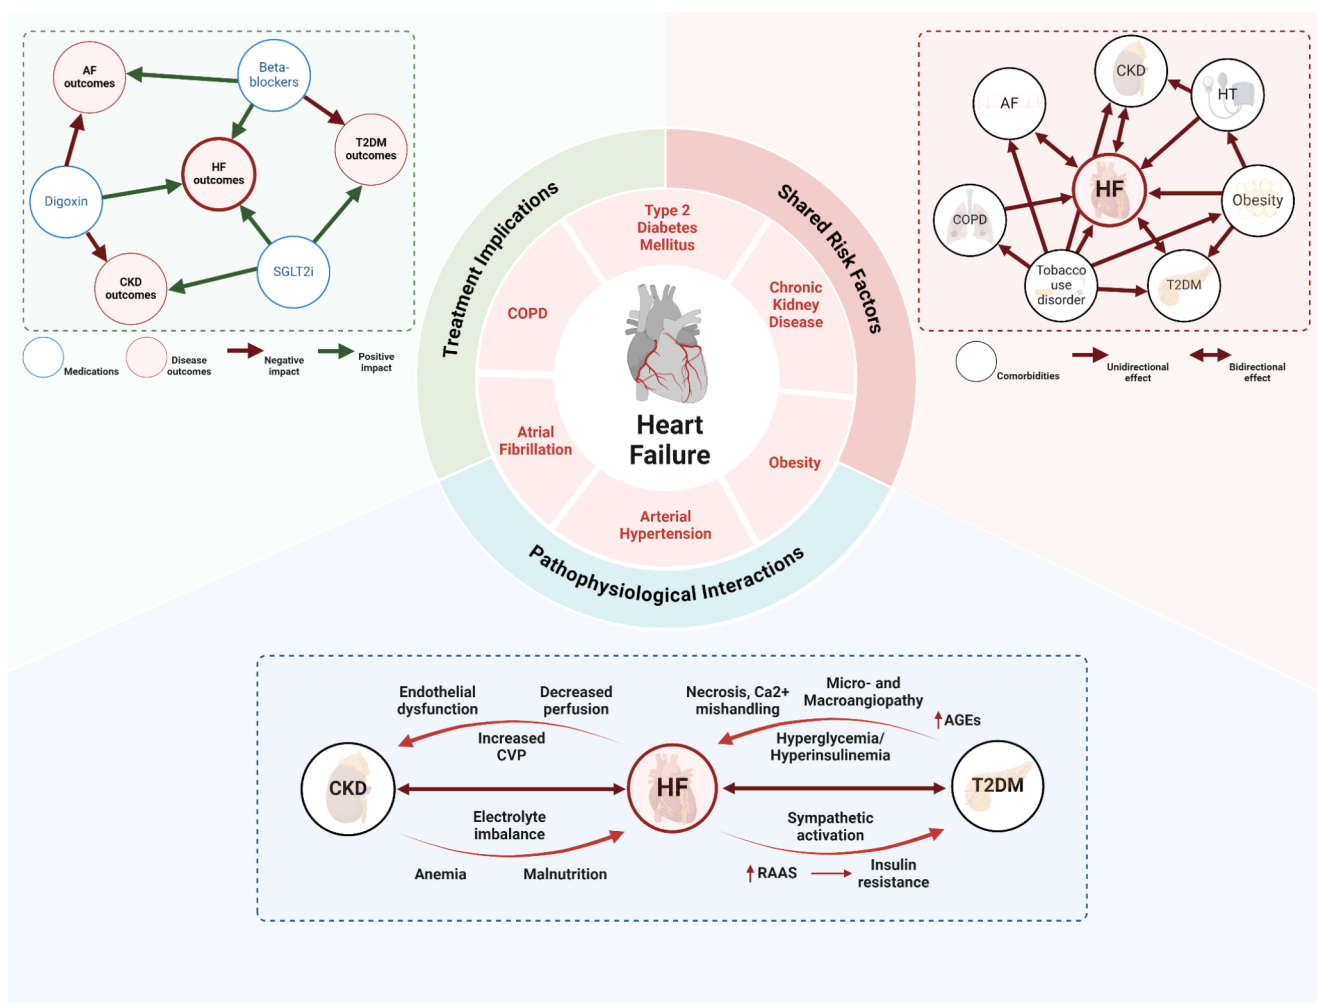 AF
outcomes
Beta-
blockers
T2DM
outcomes
HF
outcomes
Digoxin
CKD
outcomes
SGLT2i
Medications
Disease
outcomes
Negative
impact
Positive
impact
CKD
HT
AF
HF
Obesity
COPD
Tobacco
use
disorder
T2DM
Comorbidities
Unidirectional
effect
Bidirectional
effect
Treatment Implications
Shared Risk Factors
Pathophysiological Interactions
Type 2
Diabetes
Mellitus
Chronic
Kidney
Disease
COPD
Atrial
Fibrillation
Obesity
Arterial
Hypertension
Heart
Failure
Endothelial
dysfunction
Decreased
perfusion
Increased
CVP
Necrosis, Ca2+
mishandling
Micro- and
Macroangiopathy
AGEs
Hyperglycemia/
Hyperinsulinemia
CKD
HF
T2DM
Electrolyte
imbalance
Anemia
Malnutrition
Sympathetic
activation
RAAS
Insulin
resistance